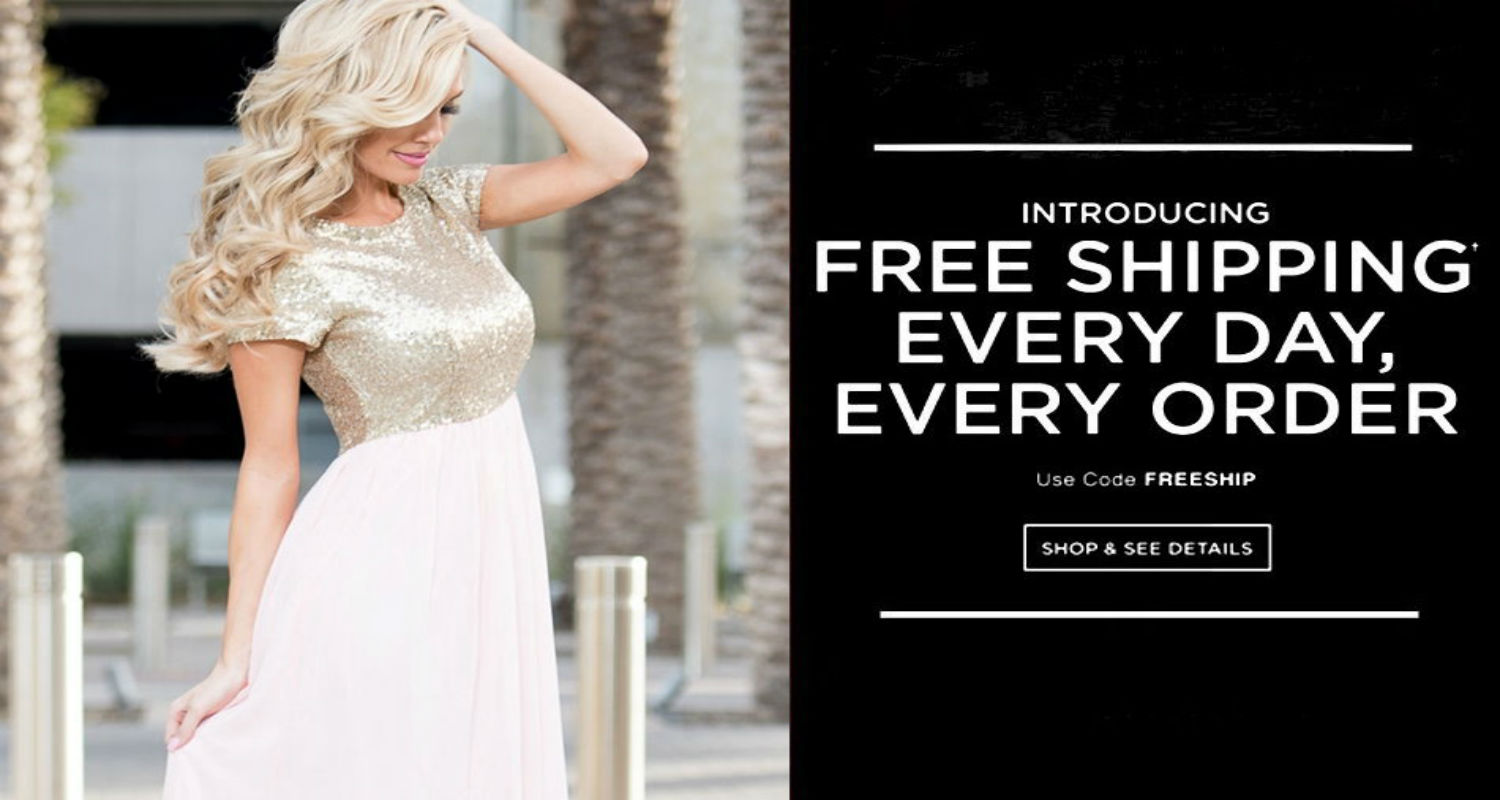 INTRODUCING
FREE SHIPPING†
EVERY DAY,
EVERY ORDER
Use Code FREESHIP
SHOP & SEE DETAILS